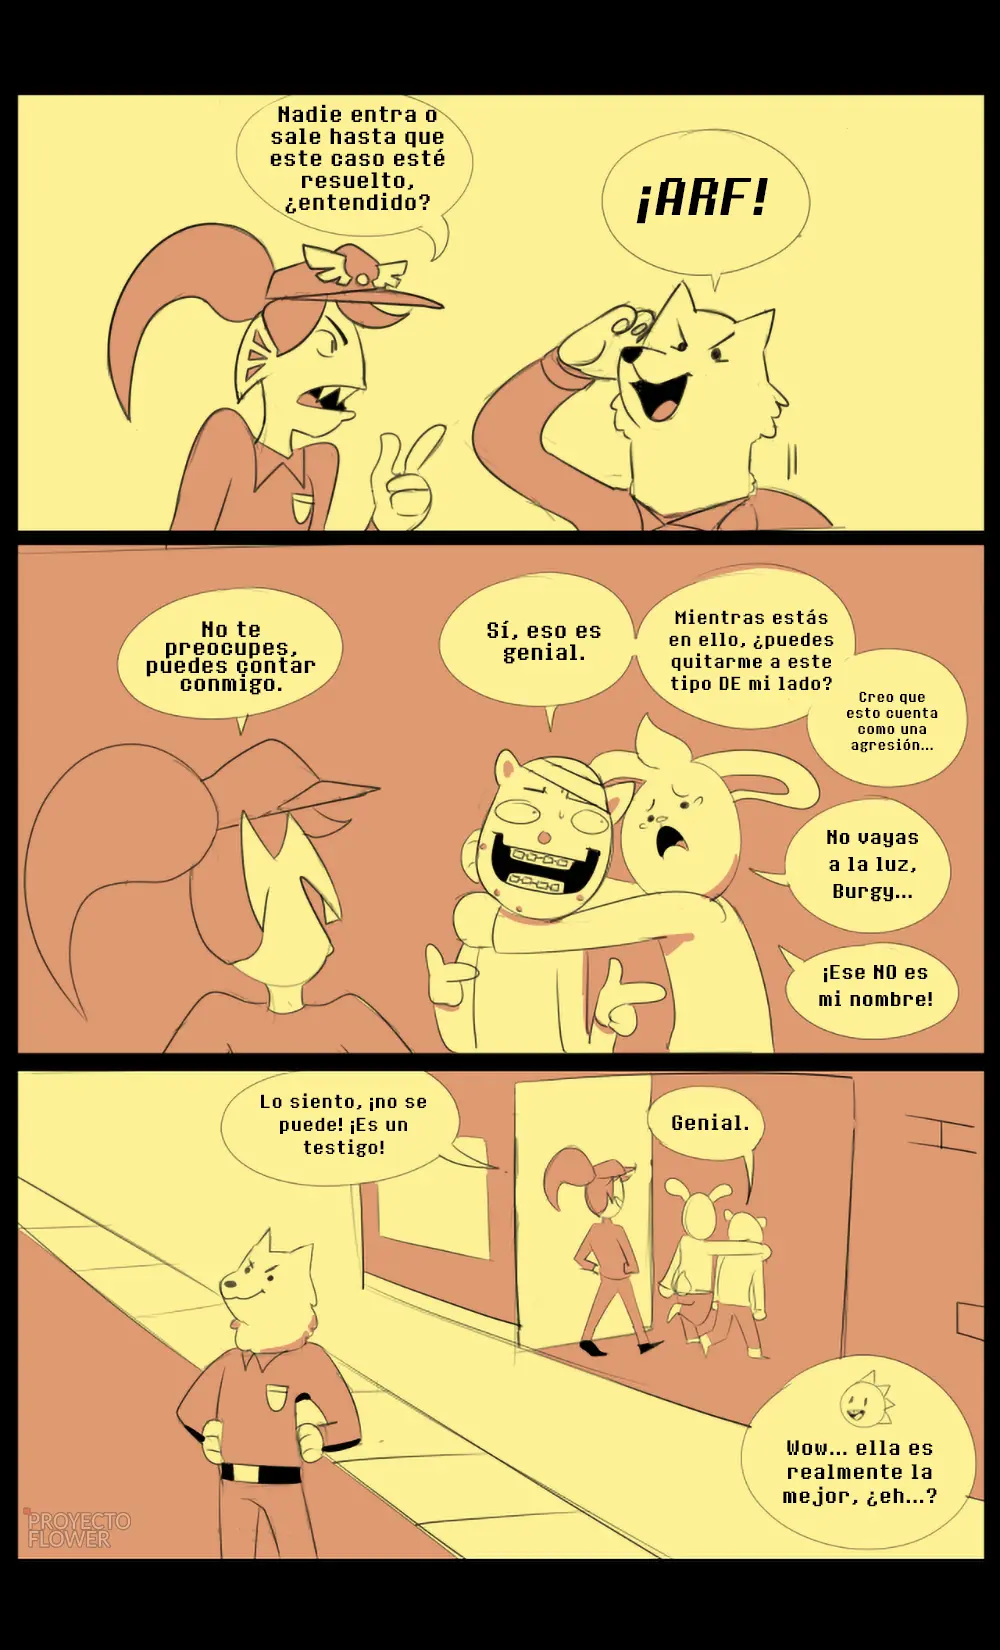 Nadie entra o
sale hasta que
este caso esté
resuelto,
¿entendido?
¡ARF!
No te
preocupes,
puedes contar
conmigo.
Sí, eso es
genial.
Mientras estás
en ello, ¿puedes
quitarme a este
tipo DE mi lado?
Creo que
esto cuenta
como una
agresión...
No vayas
a la luz,
Burgy...
¡Ese NO es
mi nombre!
Lo siento, ¡no se
puede! ¡Es un
testigo!
Genial.
Wow... ella es
realmente la
mejor, ¿eh...?
PROYECTO
FLOWER